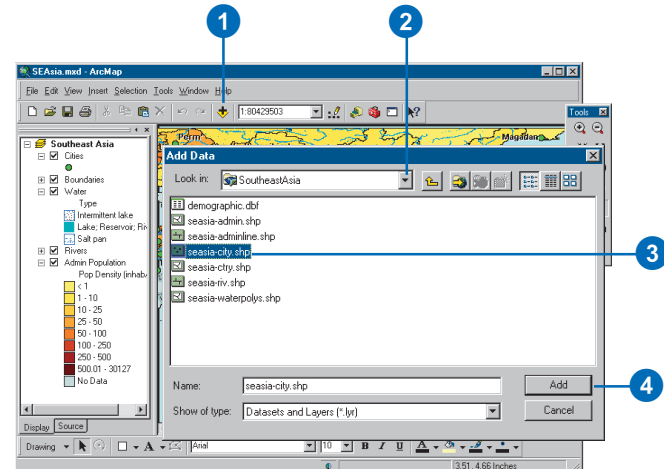 1
2
SEAsia.mxd - ArcMap
File Edit View Insert Selection Tools Window Help
1:80429503
Tools
Southeast Asia
Cities
Boundaries
Water
Type
Intermittent lake
Lake; Reservoir; Ri
Salt pan
Rivers
Admin Population
Pop Density (inhab
< 1
1 - 10
10 - 25
25 - 50
50 - 100
100 - 250
250 - 500
500.01 - 30127
No Data
Display Source
Perm'
Magadan
Add Data
Look in: SoutheastAsia
demographic.dbf
seasia-admin.shp
seasia-adminline.shp
seasia-city.shp
seasia-ctry.shp
seasia-riv.shp
seasia-waterpolys.shp
3
Name: seasia-city.shp Add
4
Show of type: Datasets and Layers (*.lyr) Cancel
Drawing A Arial 10 B I U A
3.51, 4.66 Inches